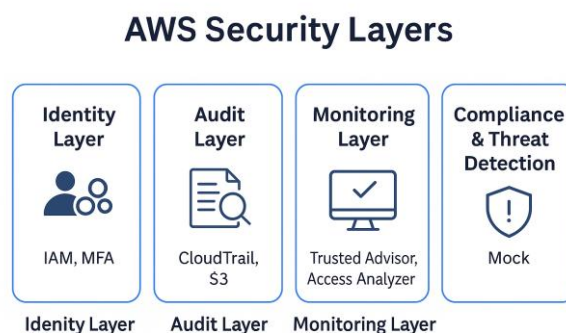 AWS Security Layers
Identity
Layer
IAM, MFA
Audit
Layer
CloudTrail,
$3
Monitoring
Layer
Trusted Advisor,
Access Analyzer
Compliance
& Threat
Detection
Mock
Idenity Layer
Audit Layer
Monitoring Layer